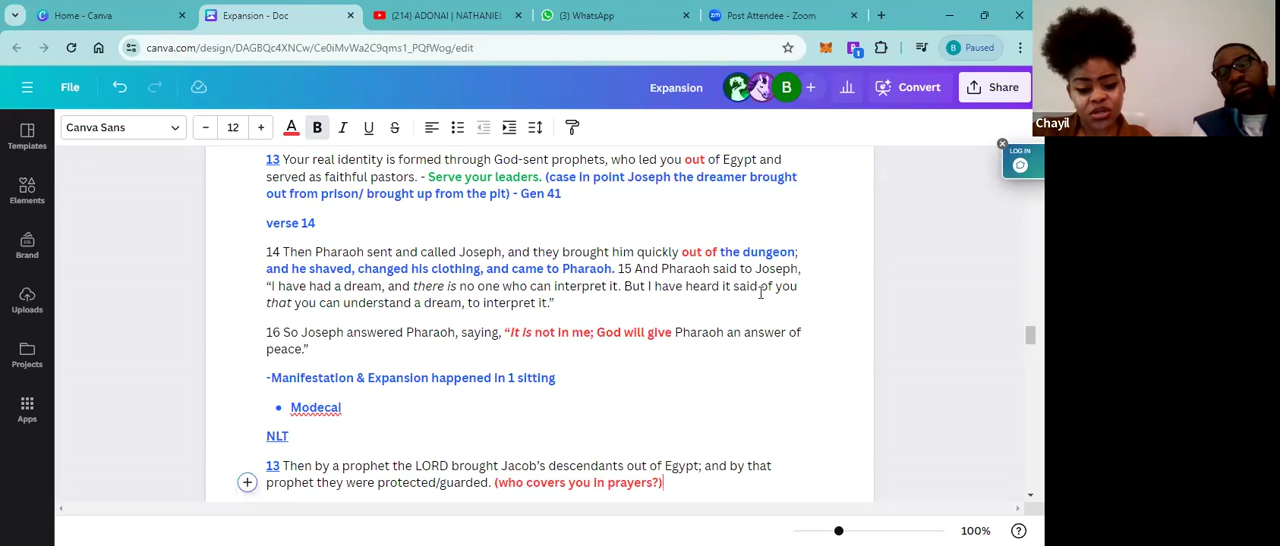 Home - Canva
Expansion - Doc
(214) ADONAI | NATHANIEL
(3) WhatsApp
Post Attendee - Zoom
canva.com/design/DAGBQc4XNCw/Ce0iMvWa2C9qms1_PQfWog/edit
1
B Paused
File
Expansion
B
Convert
Share
Chayil
Canva Sans
12
A B I U S
LOG IN
Templates
Elements
Brand
Uploads
Projects
Apps
13 Your real identity is formed through God-sent prophets, who led you out of Egypt and
served as faithful pastors. - Serve your leaders. (case in point Joseph the dreamer brought
out from prison/ brought up from the pit) - Gen 41
verse 14
14 Then Pharaoh sent and called Joseph, and they brought him quickly out of the dungeon;
and he shaved, changed his clothing, and came to Pharaoh. 15 And Pharaoh said to Joseph,
“I have had a dream, and there is no one who can interpret it. But I have heard it said of you
that you can understand a dream, to interpret it.”
16 So Joseph answered Pharaoh, saying, “It is not in me; God will give Pharaoh an answer of
peace.”
-Manifestation & Expansion happened in 1 sitting
• Modecal
NLT
13 Then by a prophet the LORD brought Jacob’s descendants out of Egypt; and by that
prophet they were protected/guarded. (who covers you in prayers?)
100%